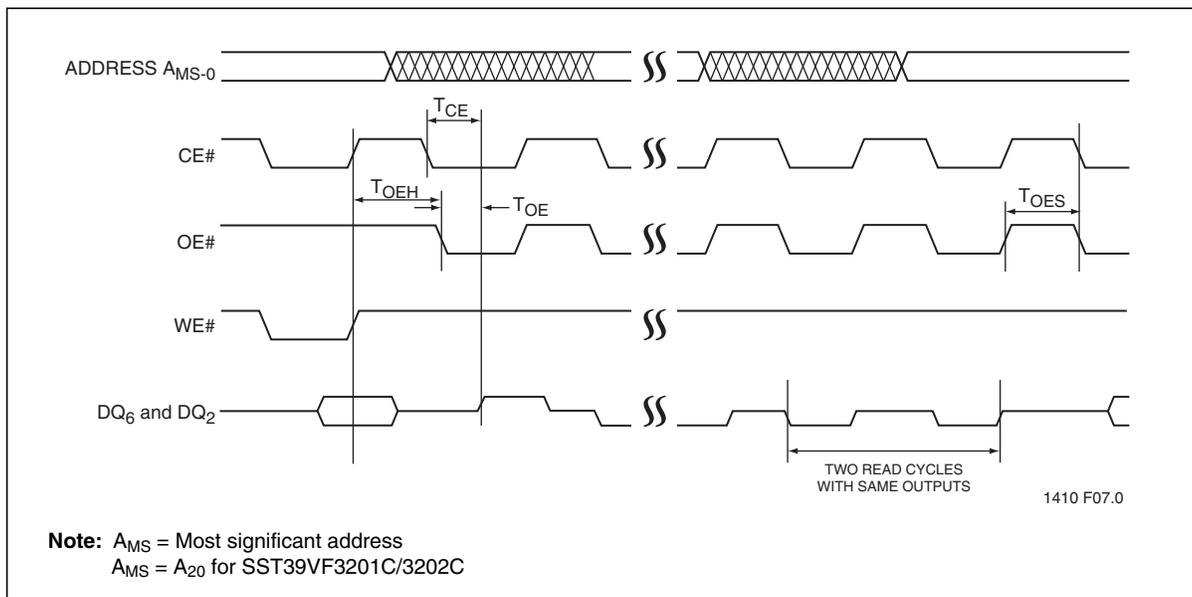 ADDRESS AMS-0
TCE
CE#
TOEH
TOE
TOES
OE#
WE#
DQ6 and DQ2
TWO READ CYCLES
WITH SAME OUTPUTS
1410 F07.0
Note: AMS = Most significant address
AMS = A20 for SST39VF3201C/3202C